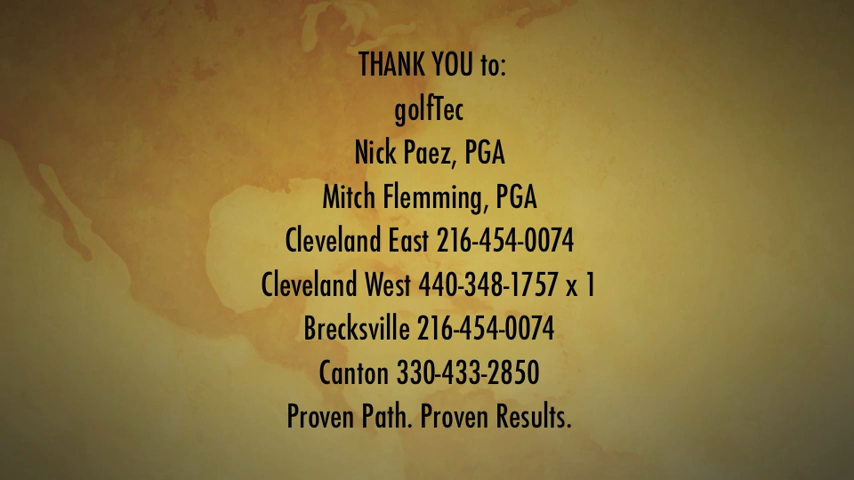 THANK YOU to:
golfTec
Nick Paez, PGA
Mitch Flemming, PGA
Cleveland East 216-454-0074
Cleveland West 440-348-1757 x 1
Brecksville 216-454-0074
Canton 330-433-2850
Proven Path. Proven Results.